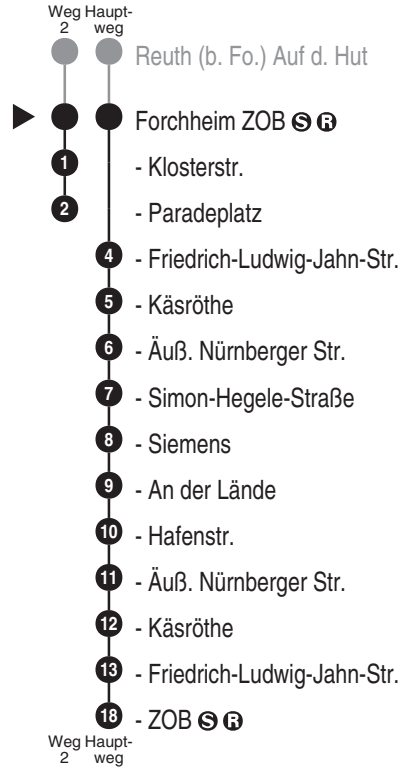 Weg Haupt-
2 weg
Reuth (b. Fo.) Auf d. Hut
Forchheim ZOB S R
1 - Klosterstr.
2 - Paradeplatz
4 - Friedrich-Ludwig-Jahn-Str.
5 - Käsröthe
6 - Äuß. Nürnberger Str.
7 - Simon-Hegele-Straße
8 - Siemens
9 - An der Lände
10 - Hafenstr.
11 - Äuß. Nürnberger Str.
12 - Käsröthe
13 - Friedrich-Ludwig-Jahn-Str.
18 - ZOB S R
Weg Haupt-
2 weg